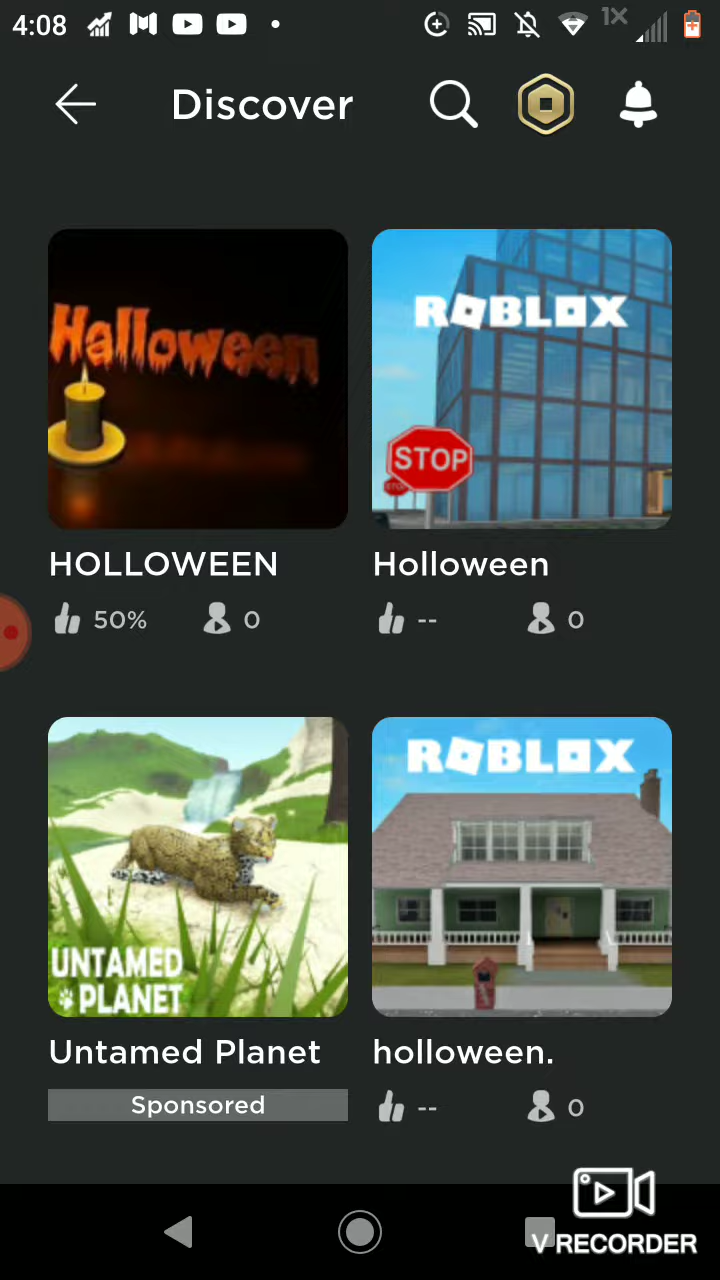 4:08
1X
Discover
Halloween
ROBLOX
STOP
STOP
HOLLOWEEN
Holloween
50%
0
--
0
UNTAMED
PLANET
ROBLOX
Untamed Planet
holloween.
Sponsored
--
0
V RECORDER